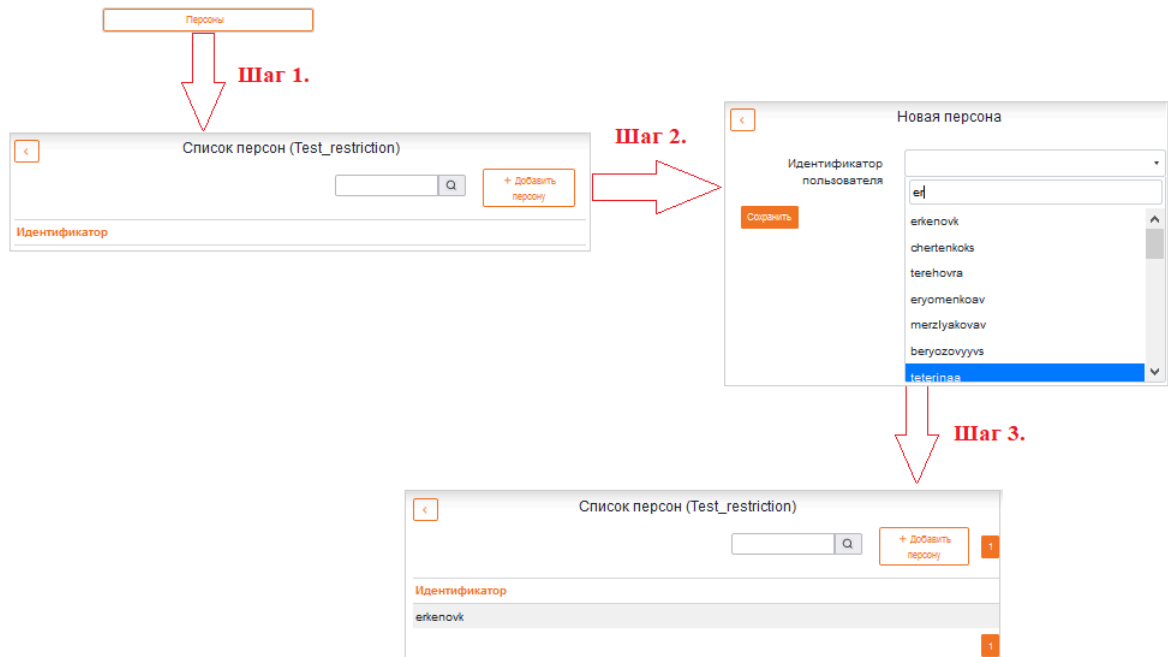 Персоны
Шаг 1.
Список персон (Test_restriction)
+ Добавить
персону
Идентификатор
Шаг 2.
Новая персона
Идентификатор
пользователя
er
Сохранить
erkenovk
chertenkoks
terehovra
eryomenkoav
merzlyakovav
beryozovyyvs
teterinaa
Шаг 3.
Список персон (Test_restriction)
+ Добавить
персону
1
Идентификатор
erkenovk
1